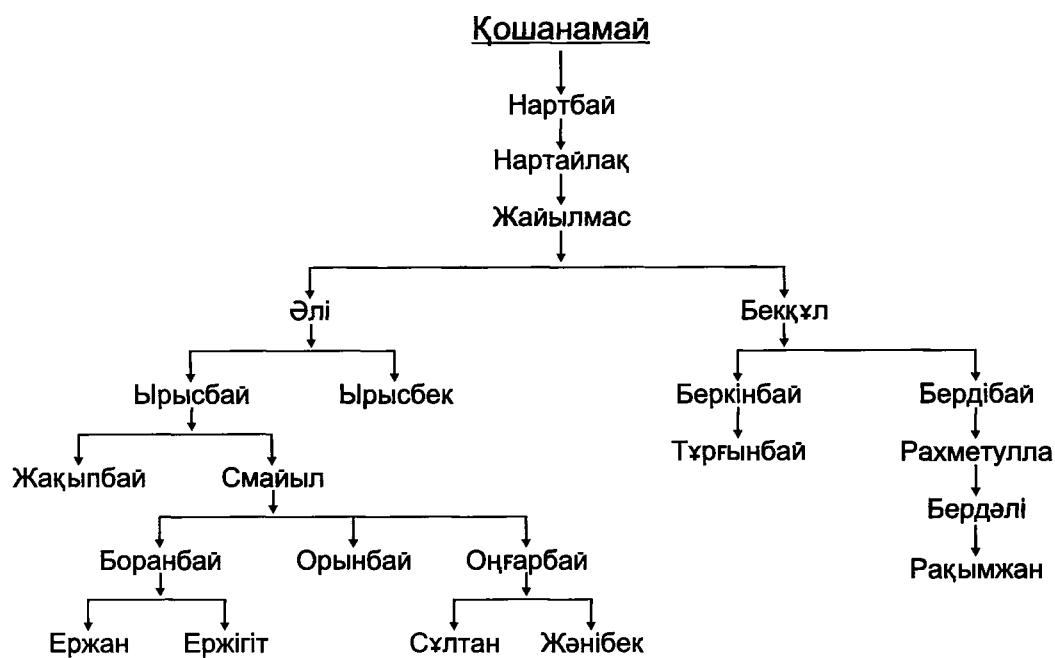 Қошанамай
Нартбай
Нартайлақ
Жайылмас
Әлі Бекқұл
Ырысбай Ырысбек Беркінбай Бердібай
Жақыпбай Смайыл Тұрғынбай Рахметулла
Бердәлі
Боранбай Орынбай Оңғарбай Рақымжан
Ержан Ержігіт Сұлтан Жәнібек